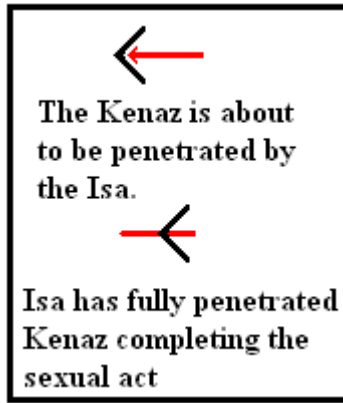 The Kenaz is about
to be penetrated by
the Isa.
Isa has fully penetrated
Kenaz completing the
sexual act